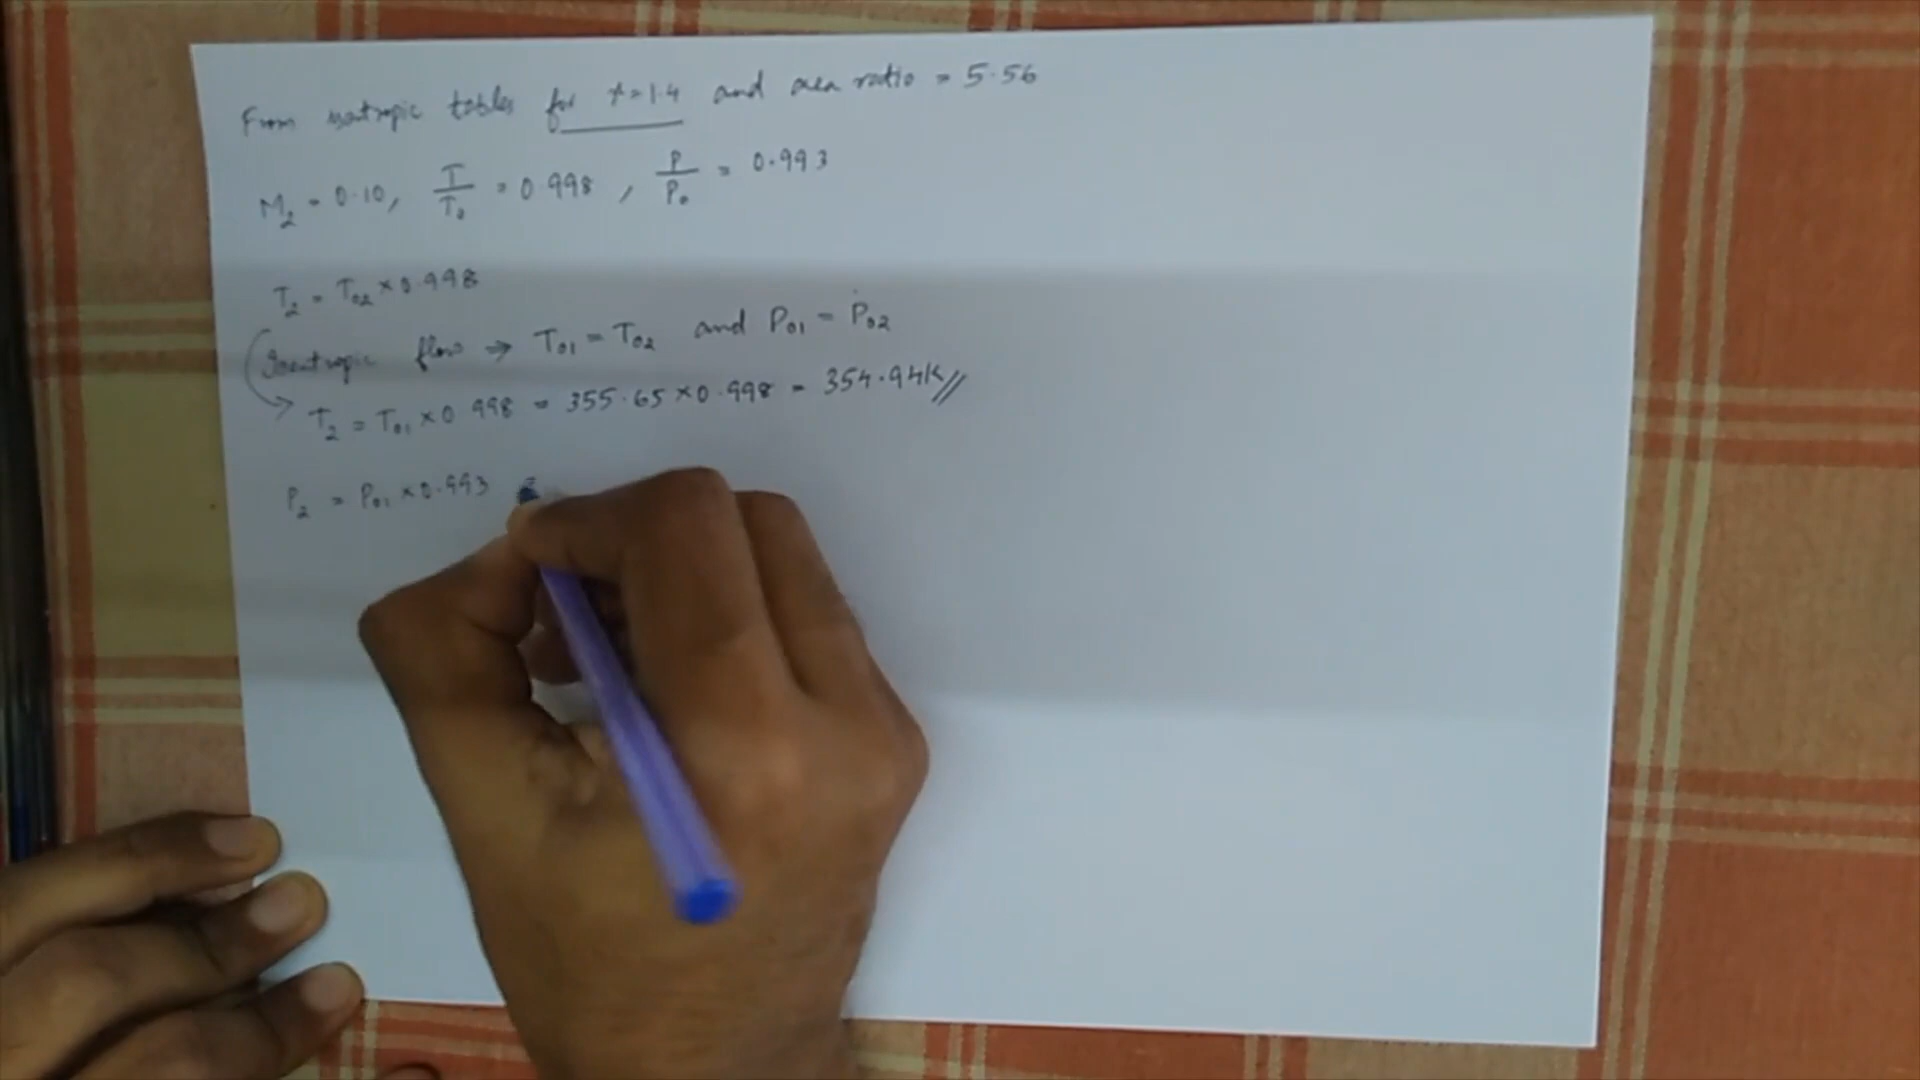 From isentropic tables for γ = 1.4 and area ratio = 5.56
M₂ = 0.10, T/T₀ = 0.998, P/P₀ = 0.993
T₂ = T₀₂ × 0.998
Isentropic flow ⇒ T₀₁ = T₀₂ and P₀₁ = P₀₂
T₂ = T₀₁ × 0.998 = 355.65 × 0.998 = 354.94K//
P₂ = P₀₁ × 0.993